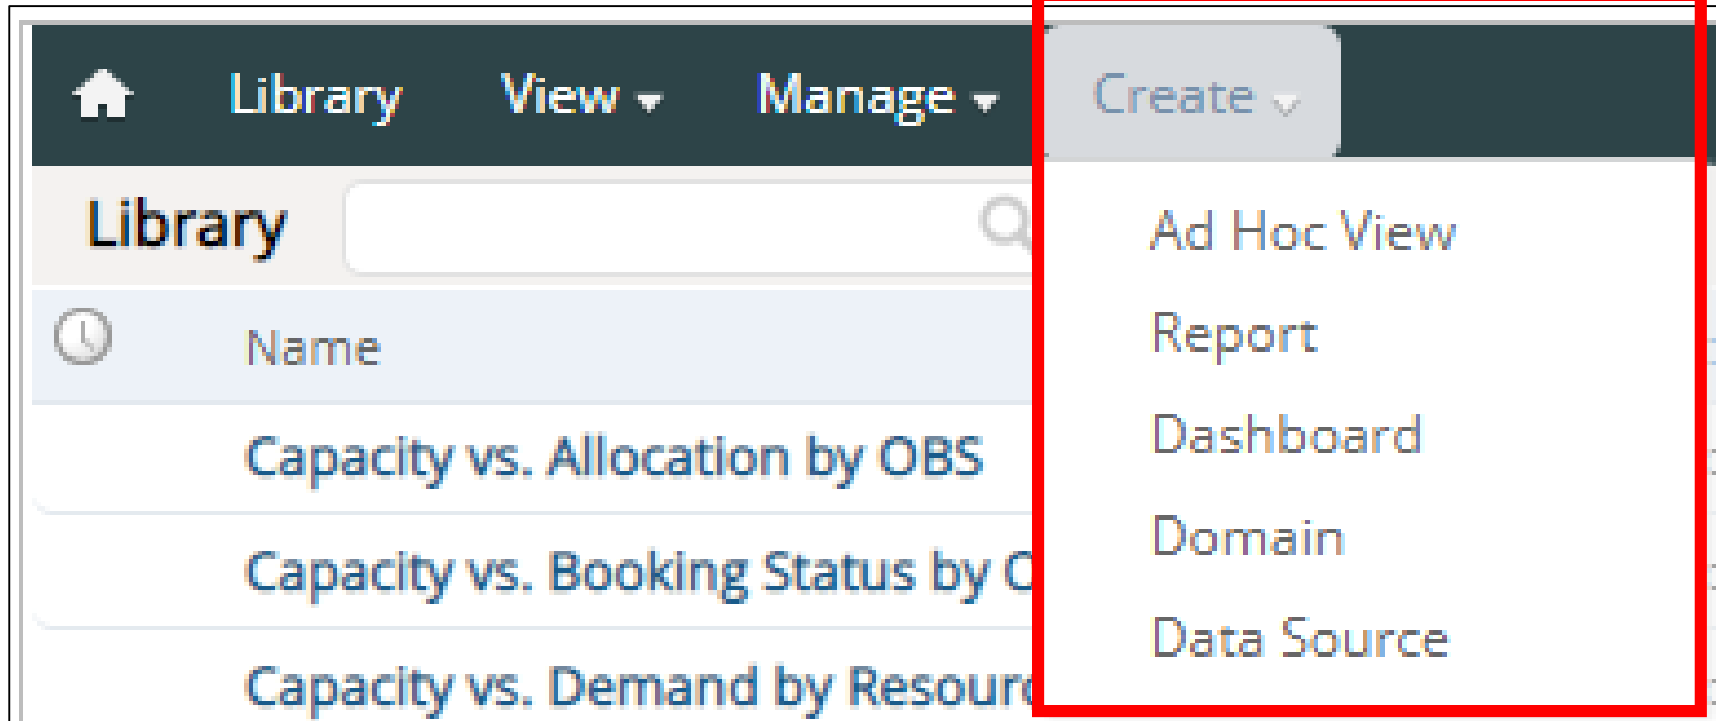 Library View Manage Create
Library
Ad Hoc View
Report
Dashboard
Domain
Data Source
Name
Capacity vs. Allocation by OBS
Capacity vs. Booking Status by
Capacity vs. Demand by